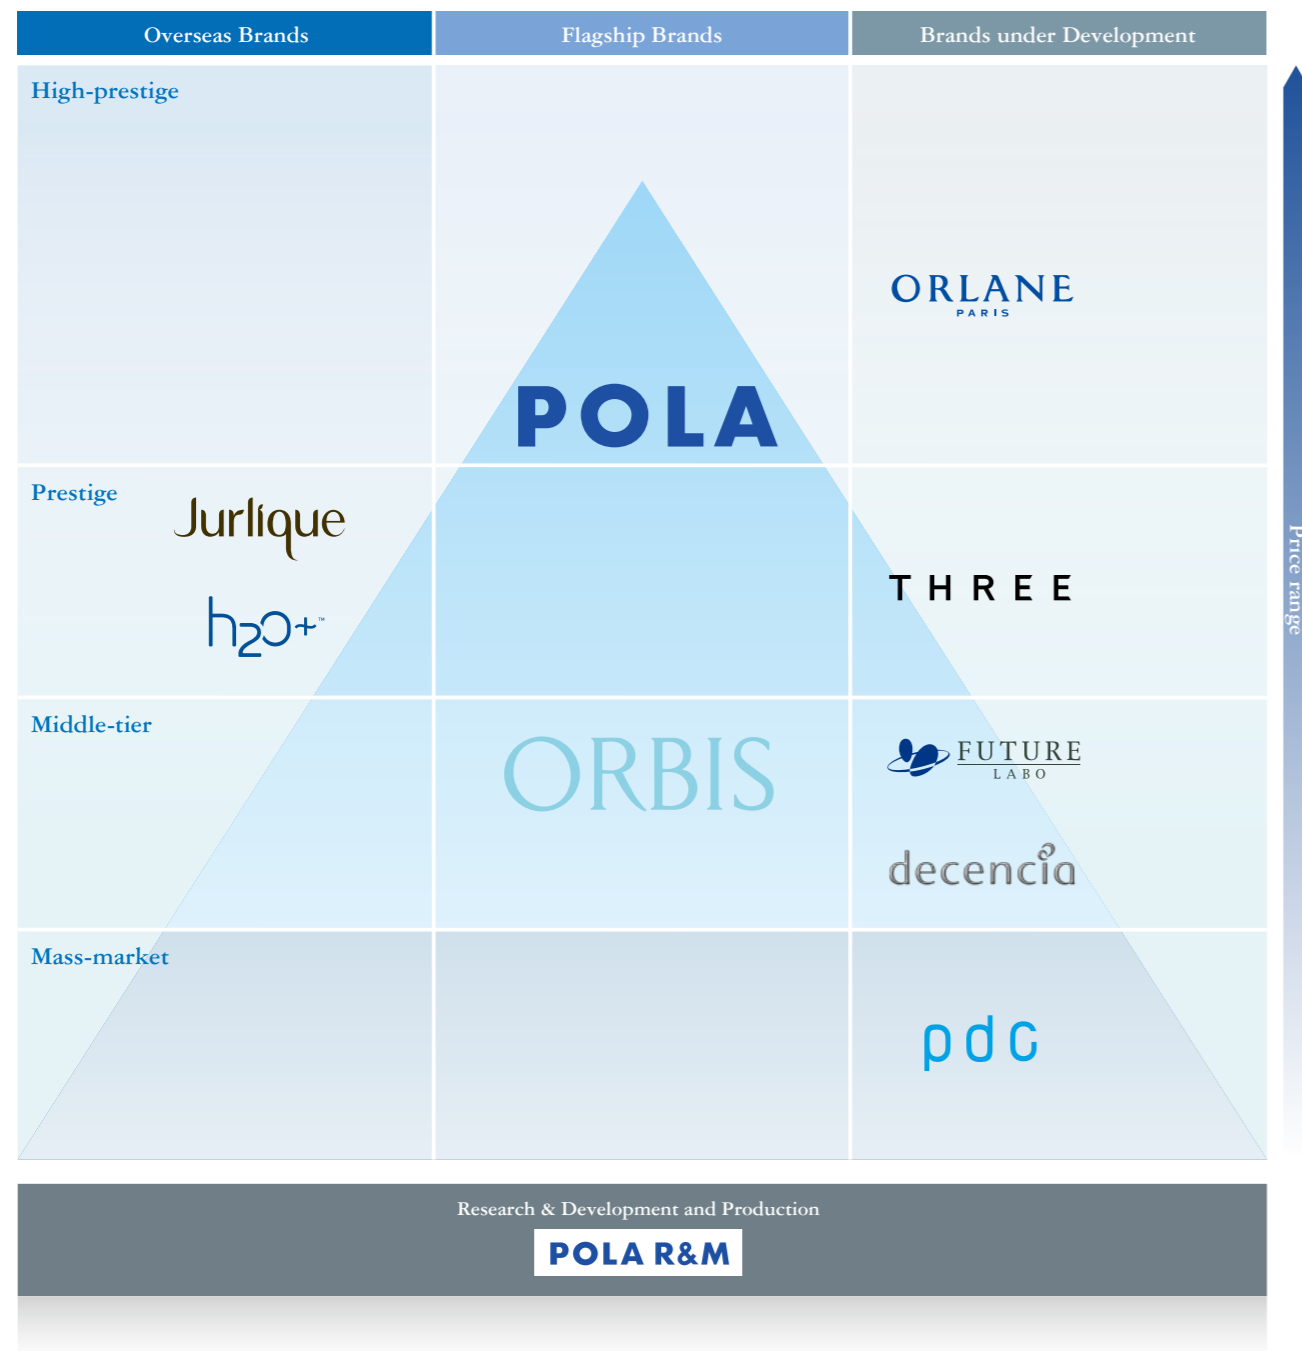 Overseas Brands
Flagship Brands
Brands under Development
High-prestige
ORLANE
PARIS
POLA
Prestige
Jurlique
h2o+™
THREE
Middle-tier
ORBIS
FUTURE
LABO
decencia
Mass-market
pdc
Price range
Research & Development and Production
POLA R&M